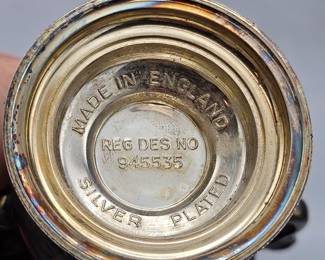 MADE IN ENGLAND
REG DES NO
945535
SILVER PLATED